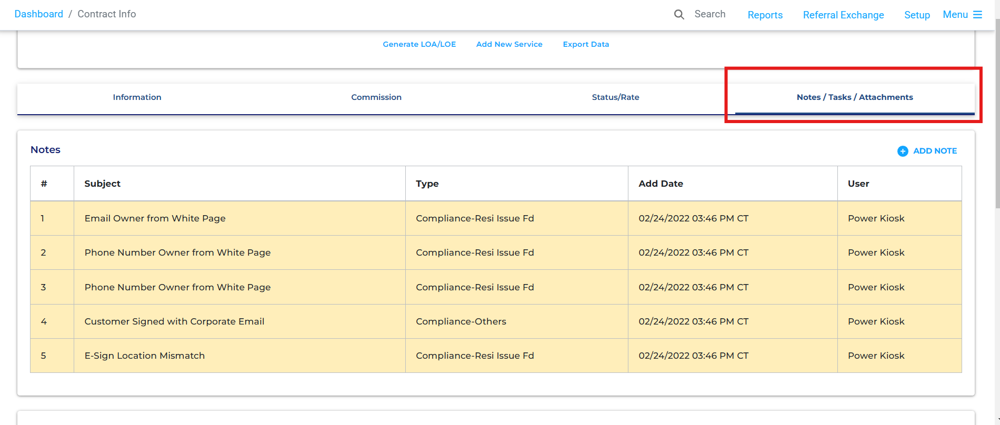 Dashboard / Contract Info Search Reports Referral Exchange Setup Menu
Generate LOA/LOE Add New Service Export Data
Information Commission Status/Rate Notes / Tasks / Attachments
Notes ADD NOTE
# Subject Type Add Date User
1 Email Owner from White Page Compliance-Resi Issue Fd 02/24/2022 03:46 PM CT Power Kiosk
2 Phone Number Owner from White Page Compliance-Resi Issue Fd 02/24/2022 03:46 PM CT Power Kiosk
3 Phone Number Owner from White Page Compliance-Resi Issue Fd 02/24/2022 03:46 PM CT Power Kiosk
4 Customer Signed with Corporate Email Compliance-Others 02/24/2022 03:46 PM CT Power Kiosk
5 E-Sign Location Mismatch Compliance-Resi Issue Fd 02/24/2022 03:46 PM CT Power Kiosk